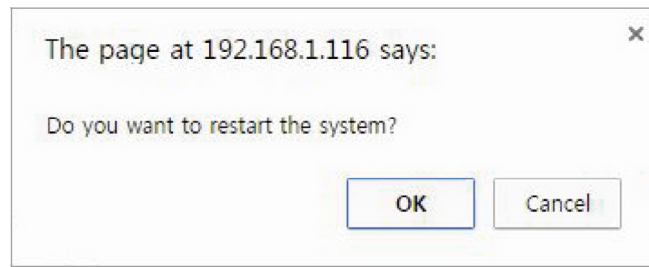 The page at 192.168.1.116 says:
Do you want to restart the system?
OK Cancel